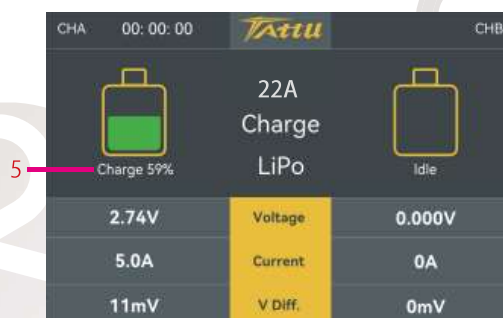 CHA 00: 00: 00 TATTU CHB
22A
Charge
LiPo
5 Charge 59% Idle
2.74V Voltage 0.000V
5.0A Current 0A
11mV V Diff. 0mV